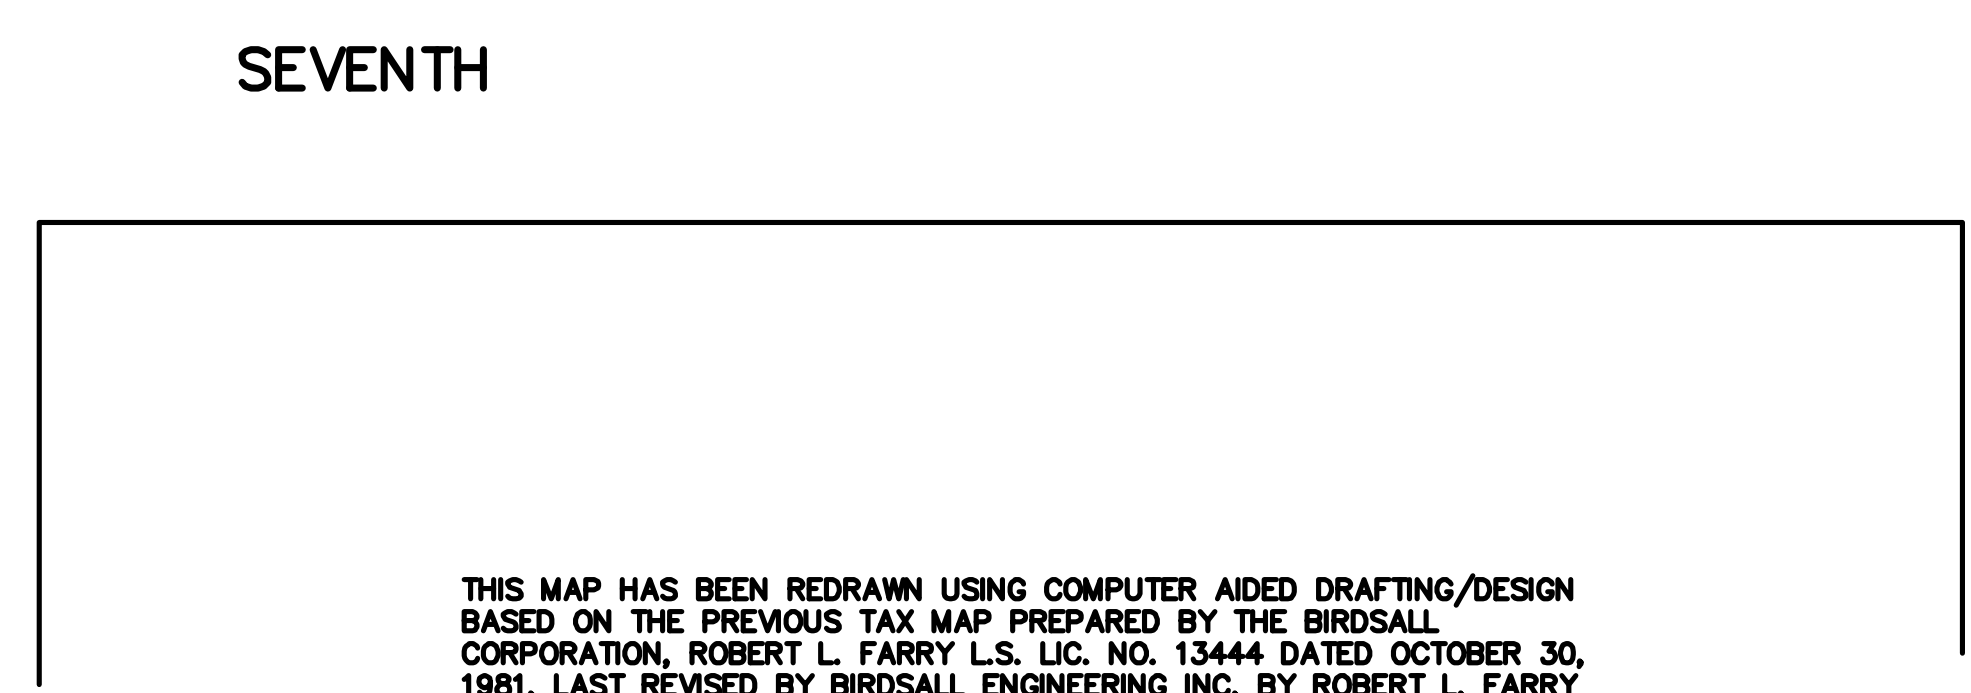 SEVENTH
THIS MAP HAS BEEN REDRAWN USING COMPUTER AIDED DRAFTING/DESIGN
BASED ON THE PREVIOUS TAX MAP PREPARED BY THE BIRDSALL
CORPORATION, ROBERT L. FARRY L.S. LIC. NO. 13444 DATED OCTOBER 30,
1981. LAST REVISED BY BIRDSALL ENGINEERING INC. BY ROBERT L. FARRY